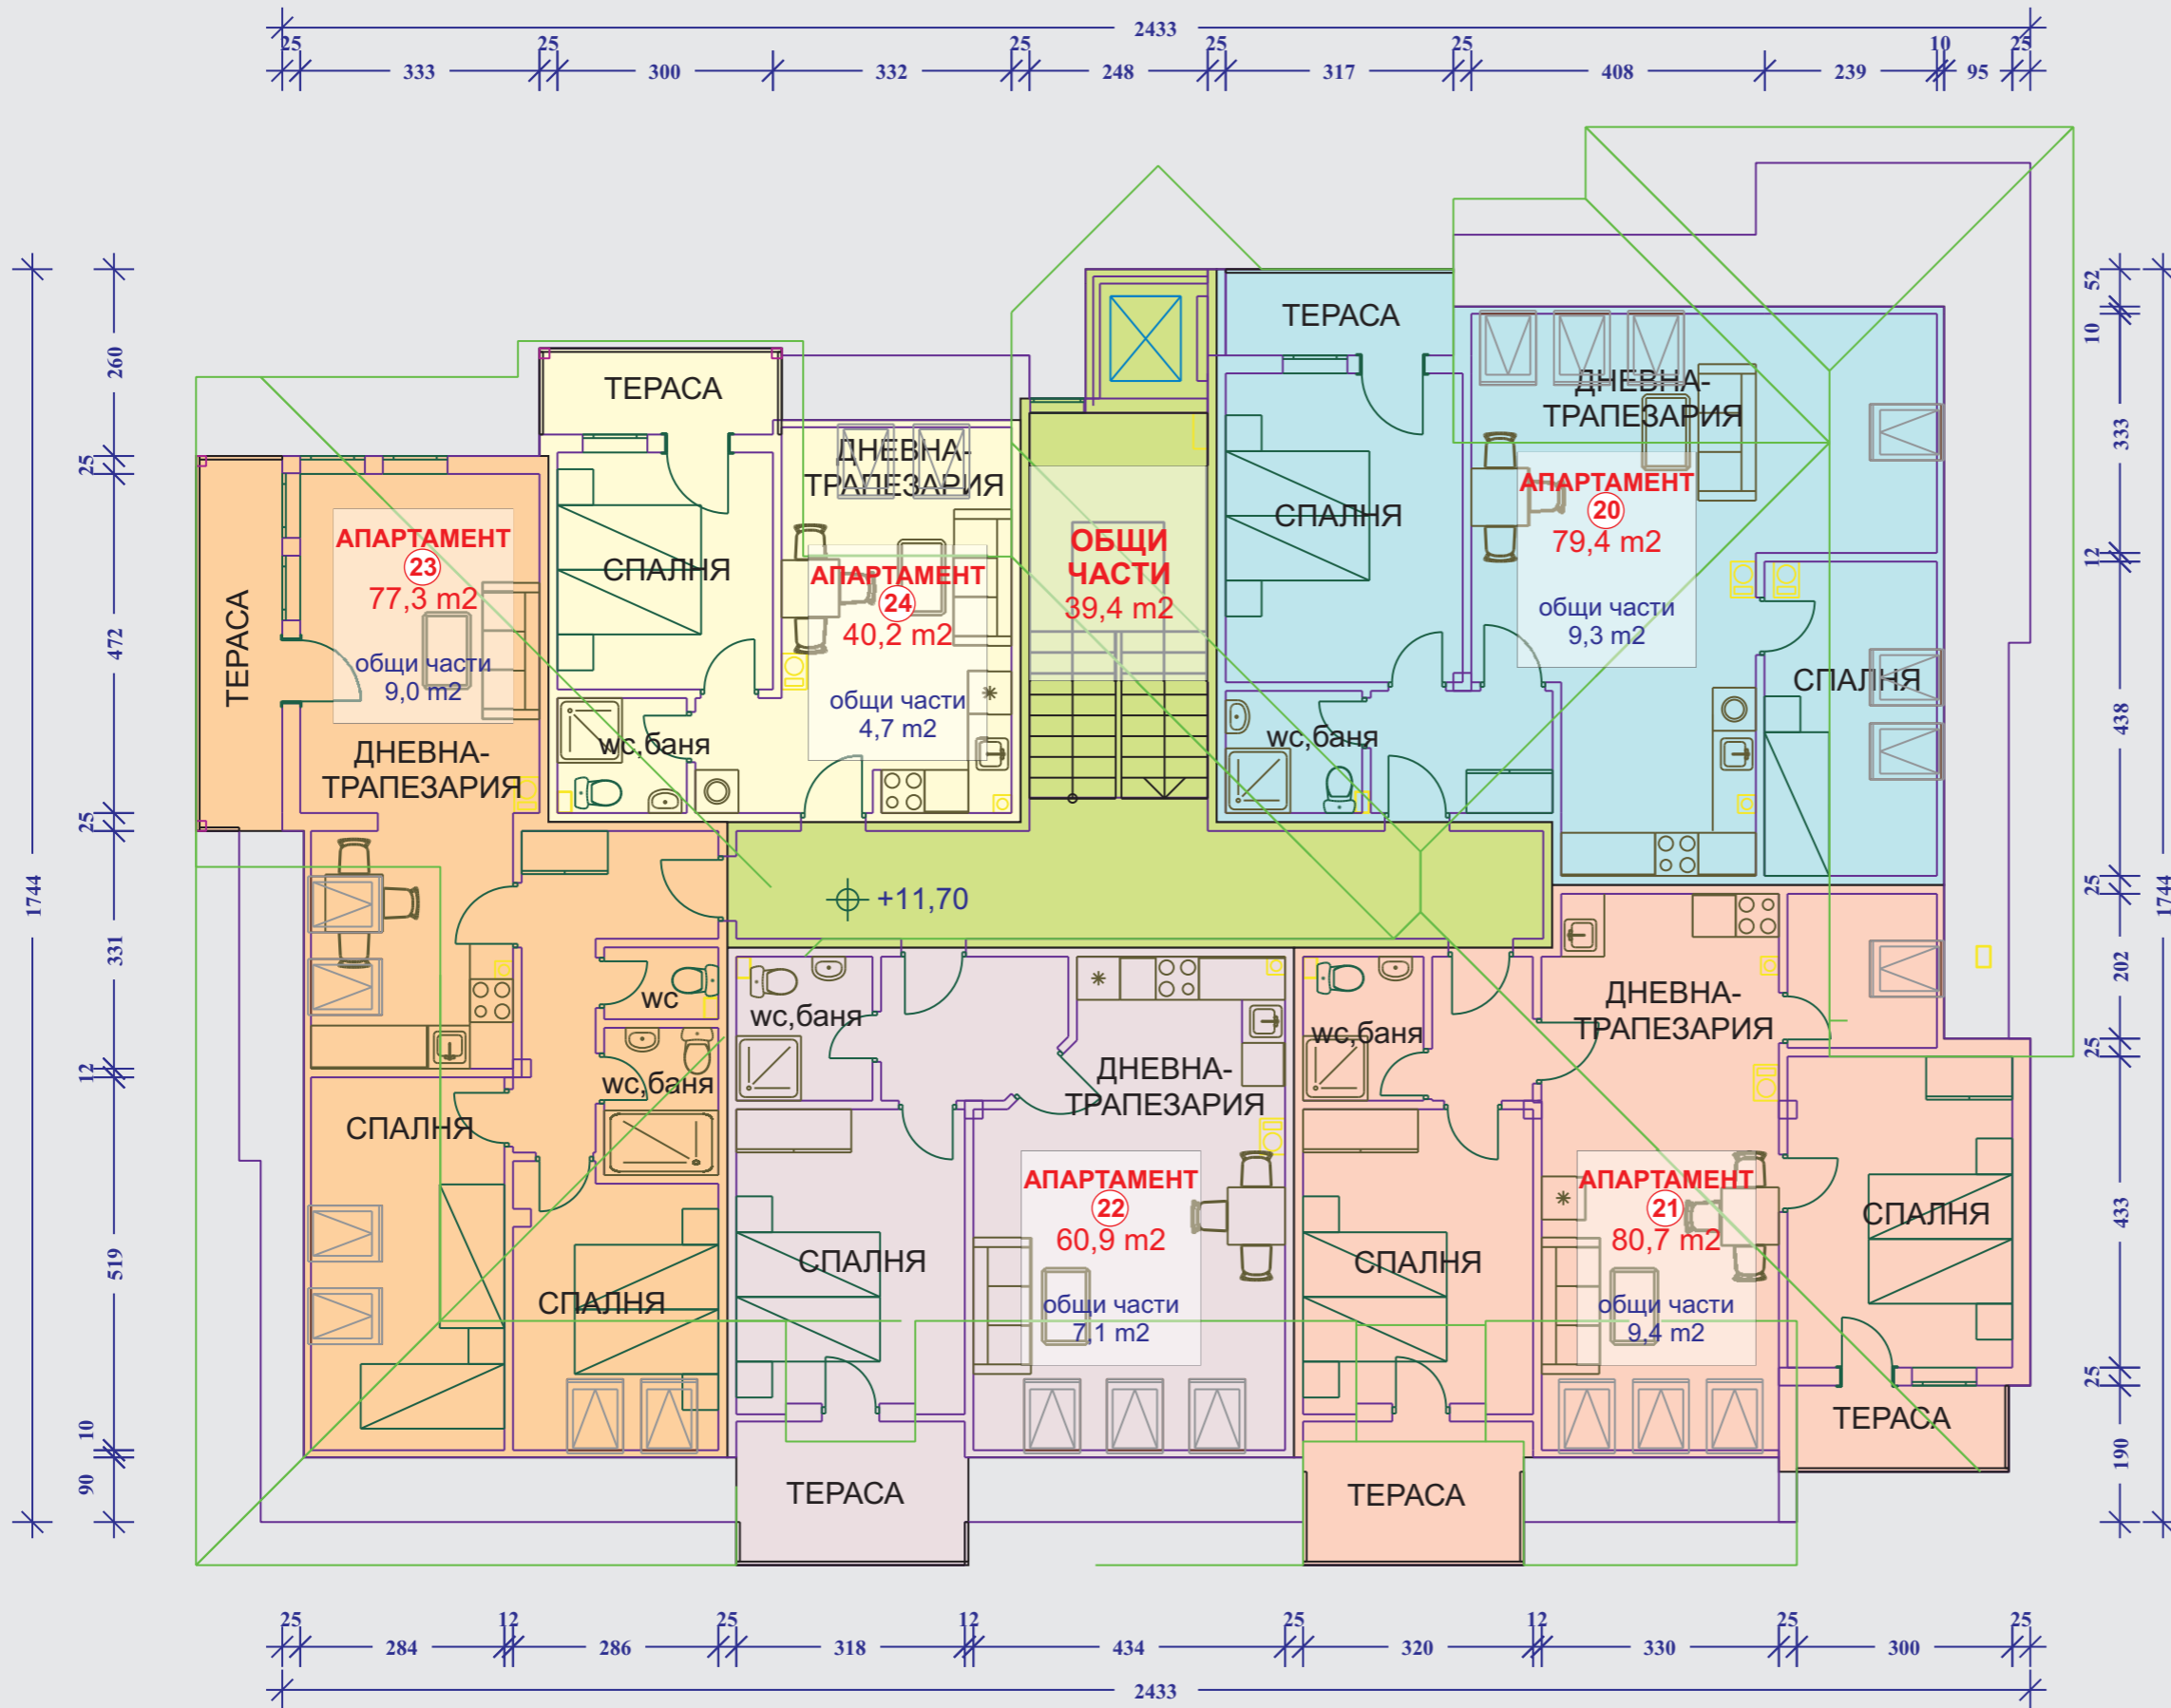 2433
25 25 25 25 25 10 25
333 300 332 248 317 408 239 95
260
25
472
25
331
12
519
10
90
1744
52
10
333
12
438
25
202
25
433
25
190
1744
ТЕРАСА
ТЕРАСА
ДНЕВНА-
ТРАПЕЗАРИЯ
ДНЕВНА-
ТРАПЕЗАРИЯ
АПАРТАМЕНТ
23
77,3 m2
общи части
9,0 m2
ТЕРАСА
ДНЕВНА-
ТРАПЕЗАРИЯ
СПАЛНЯ
АПАРТАМЕНТ
24
40,2 m2
общи части
4,7 m2
wc,баня
ОБЩИ
ЧАСТИ
39,4 m2
СПАЛНЯ
АПАРТАМЕНТ
20
79,4 m2
общи части
9,3 m2
СПАЛНЯ
wc,баня
+11,70
wc
wc,баня
СПАЛНЯ
СПАЛНЯ
wc,баня
ДНЕВНА-
ТРАПЕЗАРИЯ
СПАЛНЯ
АПАРТАМЕНТ
22
60,9 m2
общи части
7,1 m2
ТЕРАСА
wc,баня
ДНЕВНА-
ТРАПЕЗАРИЯ
СПАЛНЯ
АПАРТАМЕНТ
21
80,7 m2
общи части
9,4 m2
СПАЛНЯ
ТЕРАСА
ТЕРАСА
25 12 25 12 25 12 25 25
284 286 318 434 320 330 300
2433